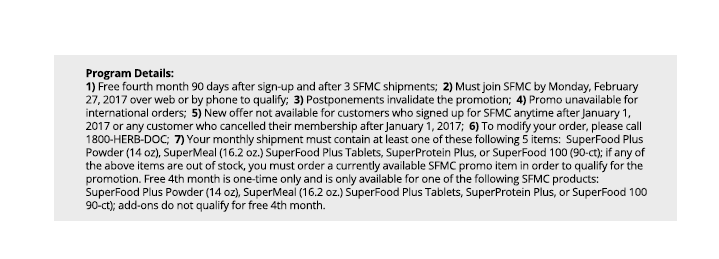 Program Details:
1) Free fourth month 90 days after sign-up and after 3 SFMC shipments;  2) Must join SFMC by Monday, February
27, 2017 over web or by phone to qualify;  3) Postponements invalidate the promotion;  4) Promo unavailable for
international orders;  5) New offer not available for customers who signed up for SFMC anytime after January 1,
2017 or any customer who cancelled their membership after January 1, 2017;  6) To modify your order, please call
1800-HERB-DOC;  7) Your monthly shipment must contain at least one of these following 5 items:  SuperFood Plus
Powder (14 oz), SuperMeal (16.2 oz.) SuperFood Plus Tablets, SuperProtein Plus, or SuperFood 100 (90-ct); if any of
the above items are out of stock, you must order a currently available SFMC promo item in order to qualify for the
promotion. Free 4th month is one-time only and is only available for one of the following SFMC products:
SuperFood Plus Powder (14 oz), SuperMeal (16.2 oz.) SuperFood Plus Tablets, SuperProtein Plus, or SuperFood 100
90-ct); add-ons do not qualify for free 4th month.